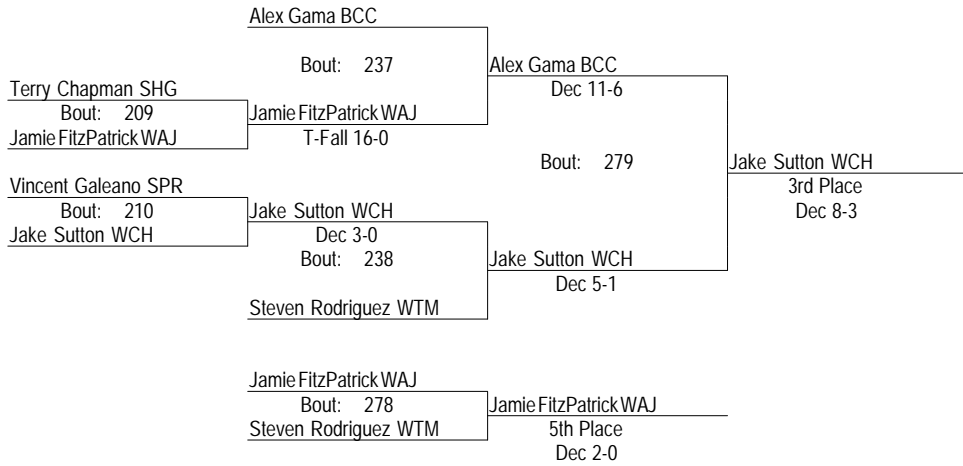 Alex Gama BCC
Bout: 237
Alex Gama BCC
Dec 11-6
Terry Chapman SHG
Bout: 209
Jamie FitzPatrick WAJ
Jamie FitzPatrick WAJ
T-Fall 16-0
Bout: 279
Jake Sutton WCH
3rd Place
Dec 8-3
Vincent Galeano SPR
Bout: 210
Jake Sutton WCH
Jake Sutton WCH
Dec 3-0
Bout: 238
Jake Sutton WCH
Dec 5-1
Steven Rodriguez WTM
Jamie FitzPatrick WAJ
Bout: 278
Steven Rodriguez WTM
Jamie FitzPatrick WAJ
5th Place
Dec 2-0